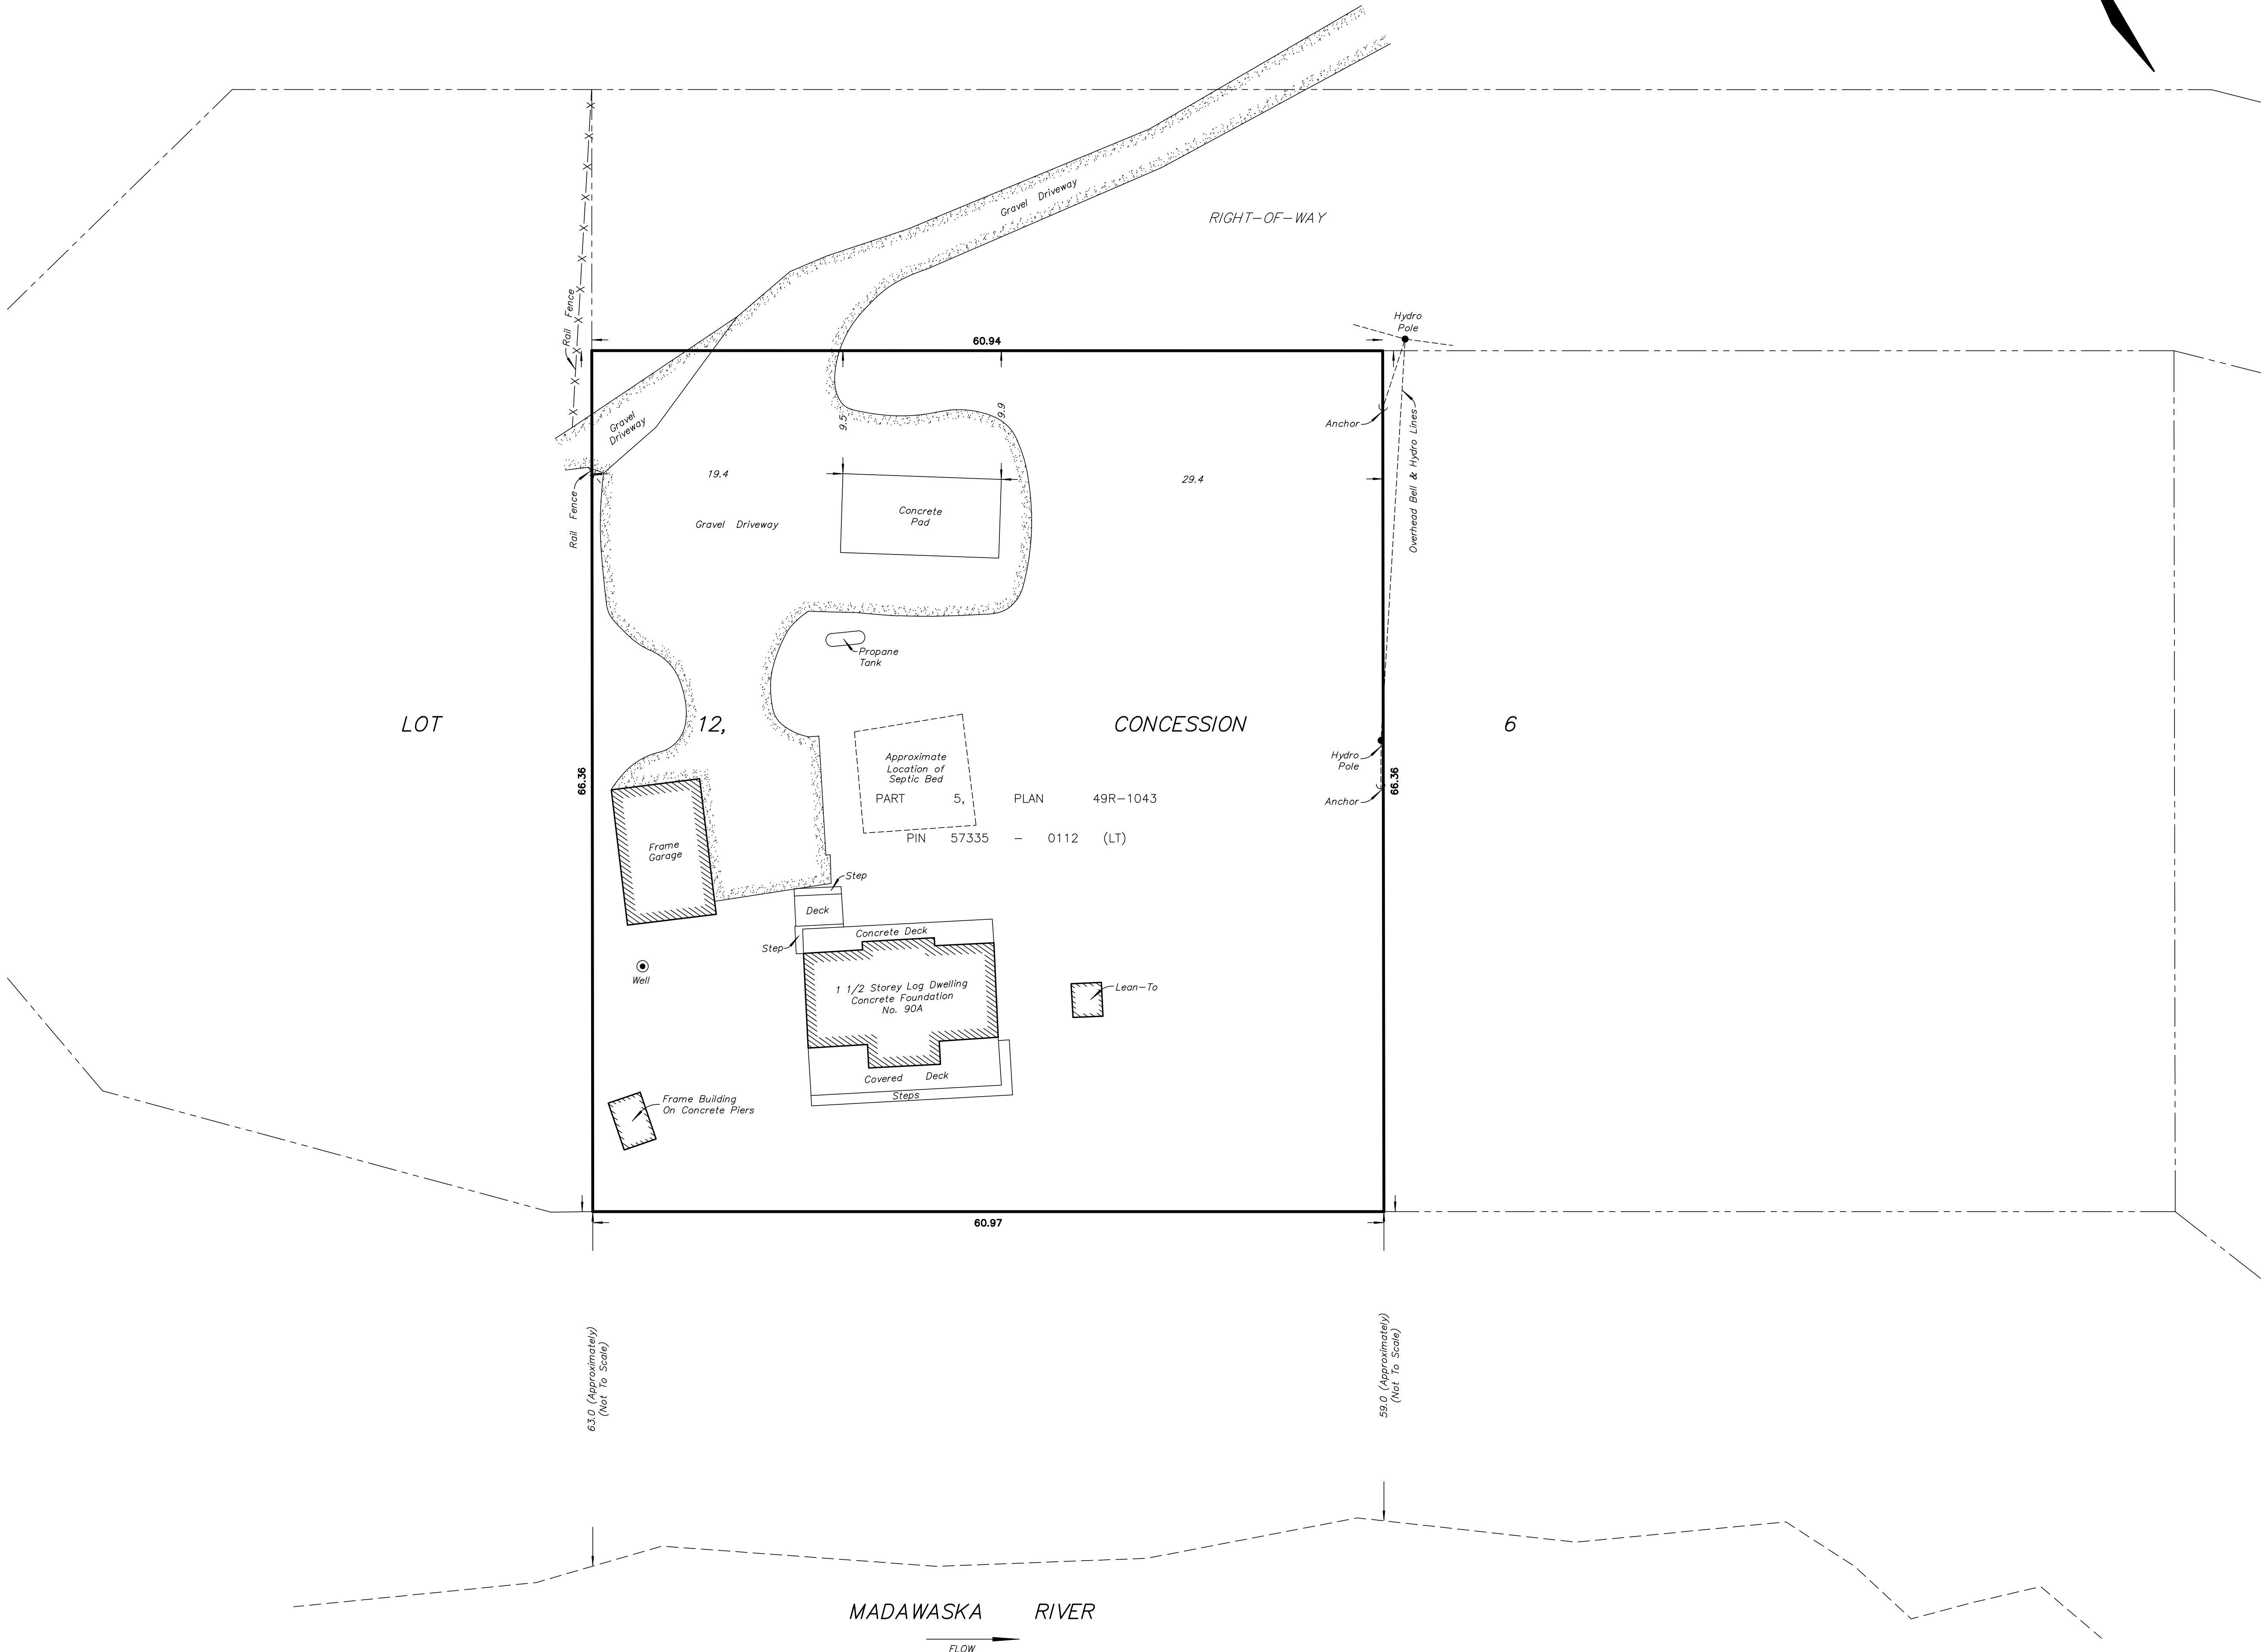 Gravel Driveway
RIGHT-OF-WAY
Rail Fence
Hydro
Pole
60.94
Gravel
Driveway
9.5
9.9
Anchor
Overhead Bell & Hydro Lines
19.4
29.4
Rail Fence
Gravel Driveway
Concrete
Pad
Propane
Tank
LOT 12, CONCESSION 6
66.36
Approximate
Location of
Septic Bed
Hydro
Pole
66.36
Anchor
PART 5, PLAN 49R-1043
PIN 57335 - 0112 (LT)
Frame
Garage
Step
Deck
Concrete Deck
Step
Well
1 1/2 Storey Log Dwelling
Concrete Foundation
No. 90A
Lean-To
Covered Deck
Steps
Frame Building
On Concrete Piers
60.97
63.0 (Approximately)
(Not To Scale)
59.0 (Approximately)
(Not To Scale)
MADAWASKA RIVER
FLOW